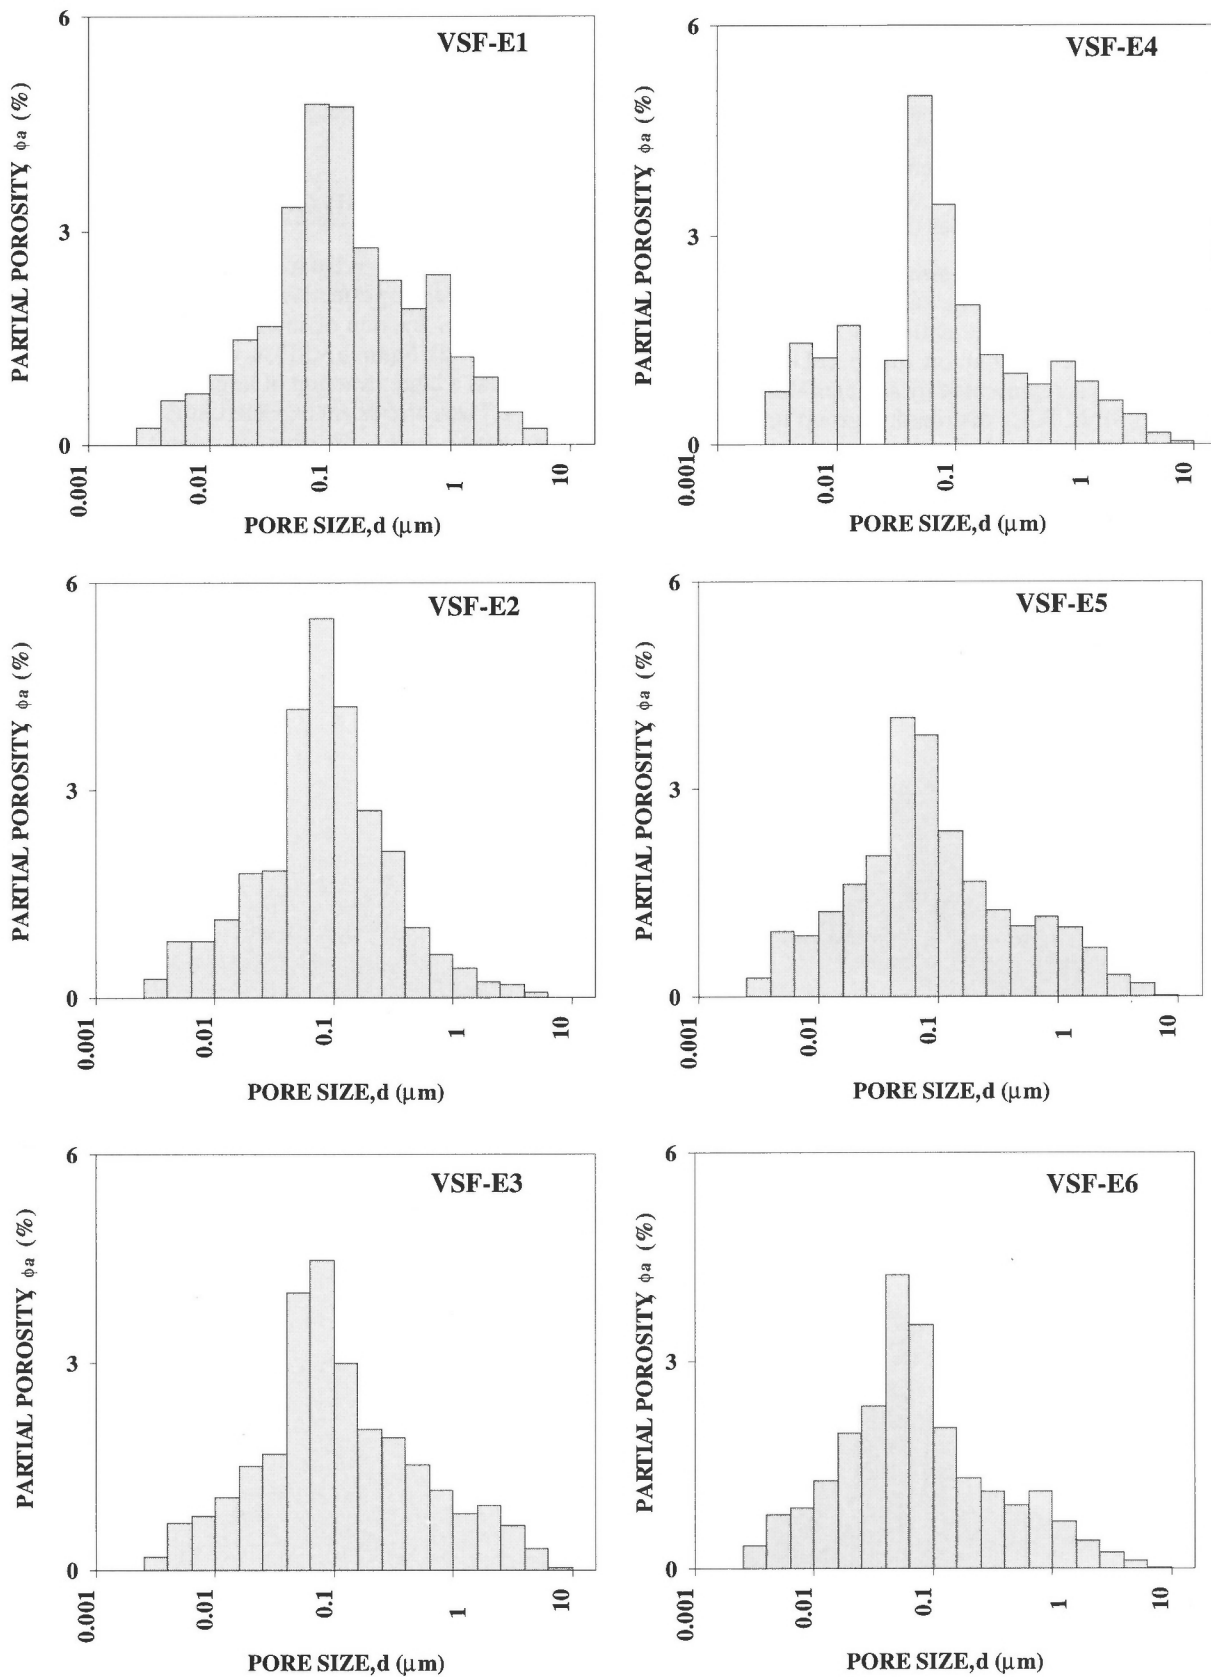 VSF-E1
PARTIAL POROSITY, φa (%)
6
3
0
0.001
0.01
0.1
1
10
PORE SIZE,d (μm)
VSF-E4
PARTIAL POROSITY, φa (%)
6
3
0
0.001
0.01
0.1
1
10
PORE SIZE,d (μm)
VSF-E2
PARTIAL POROSITY, φa (%)
6
3
0
0.001
0.01
0.1
1
10
PORE SIZE,d (μm)
VSF-E5
PARTIAL POROSITY, φa (%)
6
3
0
0.001
0.01
0.1
1
10
PORE SIZE,d (μm)
VSF-E3
PARTIAL POROSITY, φa (%)
6
3
0
0.001
0.01
0.1
1
10
PORE SIZE,d (μm)
VSF-E6
PARTIAL POROSITY, φa (%)
6
3
0
0.001
0.01
0.1
1
10
PORE SIZE,d (μm)